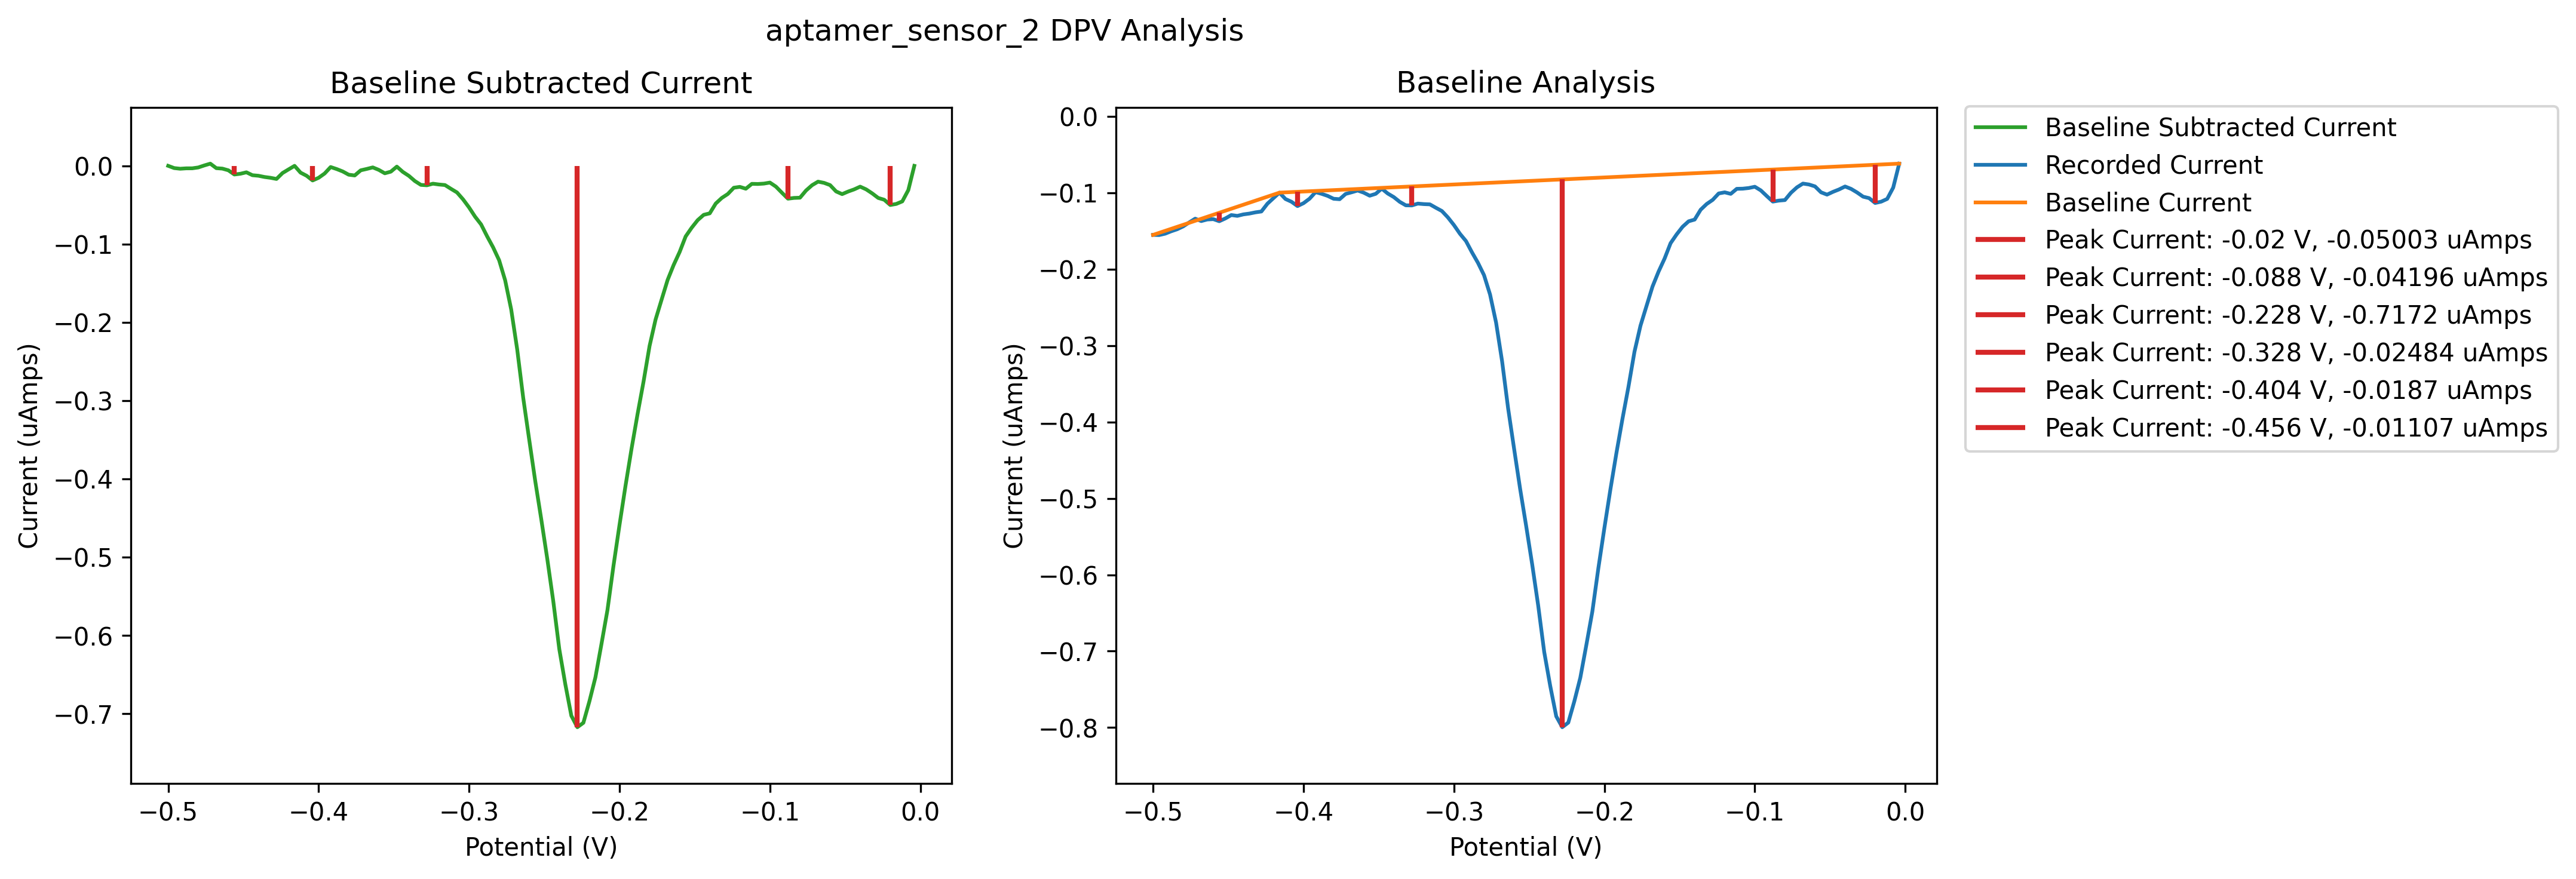 aptamer_sensor_2 DPV Analysis
Baseline Subtracted Current
0.0
−0.1
−0.2
−0.3
−0.4
−0.5
−0.6
−0.7
Current (uAmps)
−0.5 −0.4 −0.3 −0.2 −0.1 0.0
Potential (V)
Baseline Analysis
0.0
−0.1
−0.2
−0.3
−0.4
−0.5
−0.6
−0.7
−0.8
Current (uAmps)
−0.5 −0.4 −0.3 −0.2 −0.1 0.0
Potential (V)
Baseline Subtracted Current
Recorded Current
Baseline Current
Peak Current: -0.02 V, -0.05003 uAmps
Peak Current: -0.088 V, -0.04196 uAmps
Peak Current: -0.228 V, -0.7172 uAmps
Peak Current: -0.328 V, -0.02484 uAmps
Peak Current: -0.404 V, -0.0187 uAmps
Peak Current: -0.456 V, -0.01107 uAmps